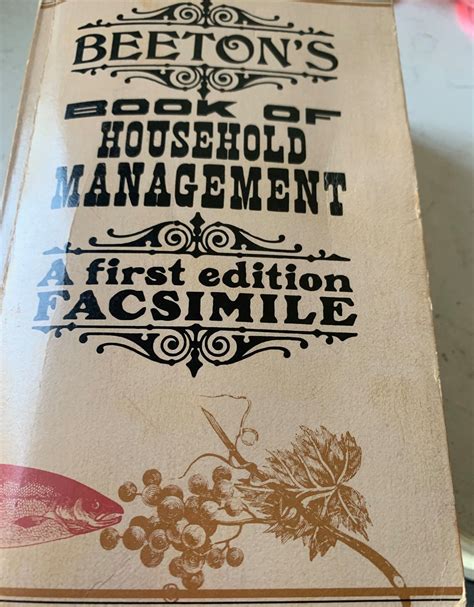 BEETON'S
BOOK OF
HOUSEHOLD
MANAGEMENT
A first edition
FACSIMILE